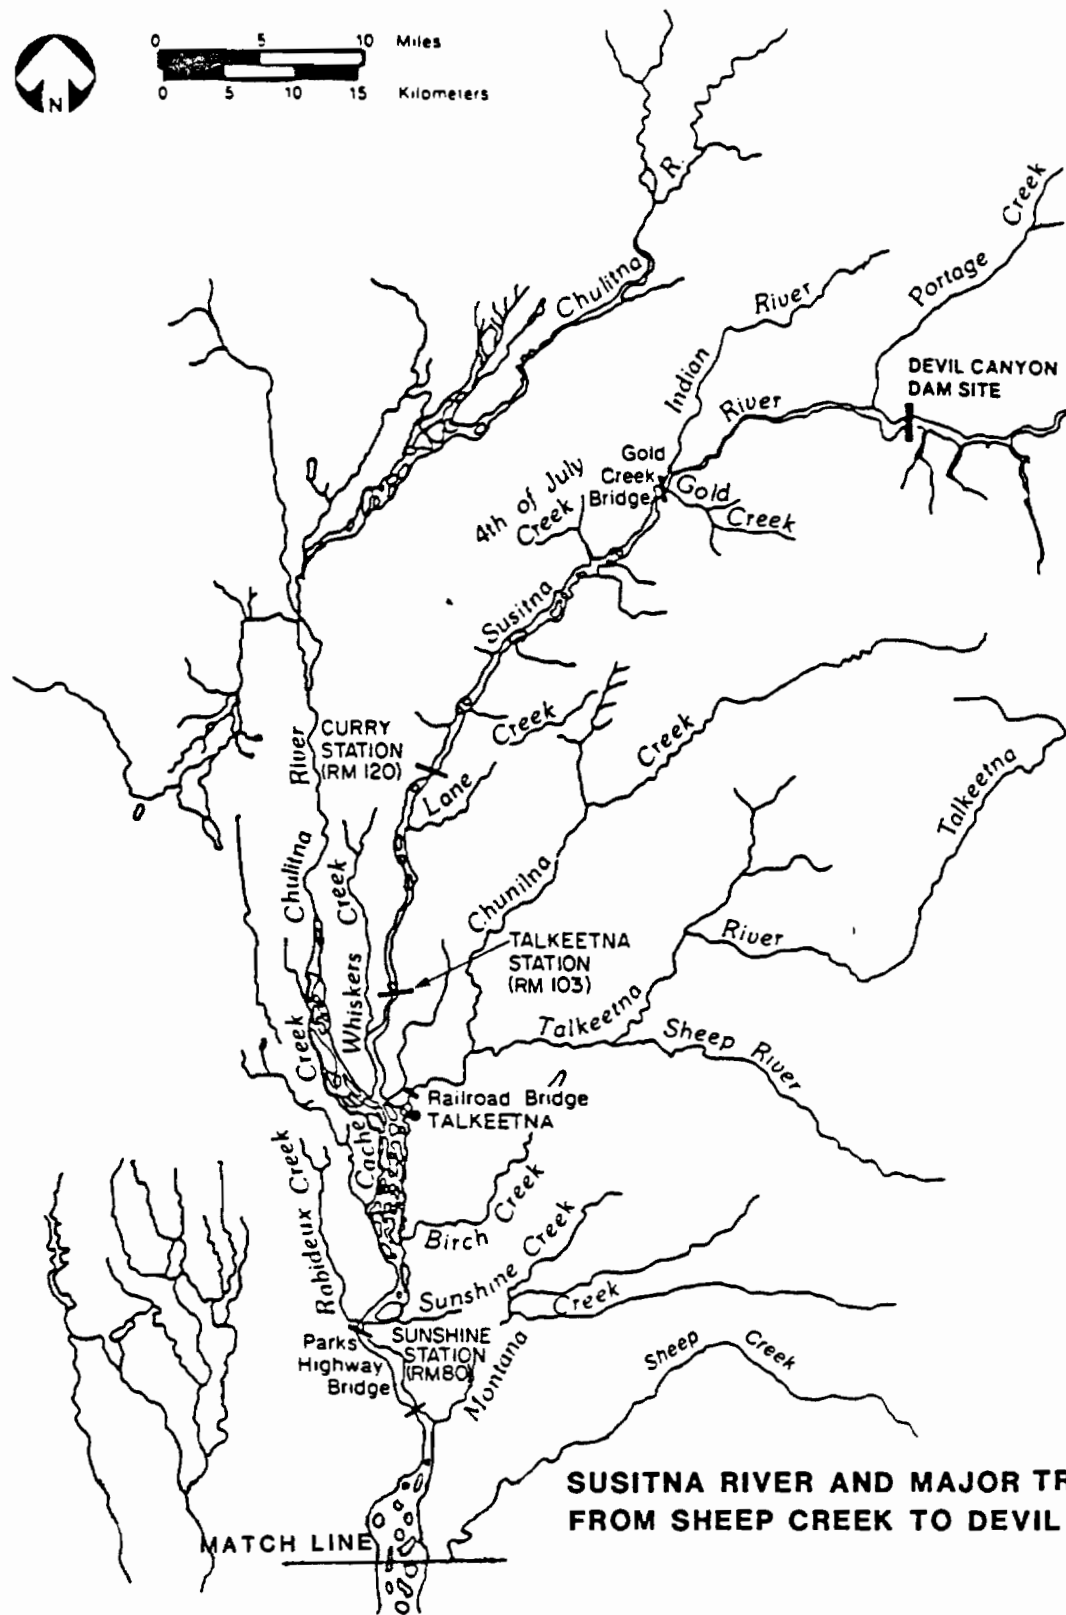 0 5 10 Miles
0 5 10 15 Kilometers
N
Chulitna R.
Portage Creek
Indian River
DEVIL CANYON
DAM SITE
River
Gold
Creek
Bridge
Gold
Creek
4th of July
Creek
Susitna
CURRY
STATION
(RM 120)
Creek
Lane
Creek
Talkeetna
River
Chulitna
Creek
Whiskers
Chunilna
River
TALKEETNA
STATION
(RM 103)
Talkeetna
Sheep River
Creek
Cache
Railroad Bridge
TALKEETNA
Rabideux Creek
Birch Creek
Sunshine Creek
Creek
Montana
Parks
Highway
Bridge
SUNSHINE
STATION
(RM80)
Sheep Creek
SUSITNA RIVER AND MAJOR TR
FROM SHEEP CREEK TO DEVIL
MATCH LINE